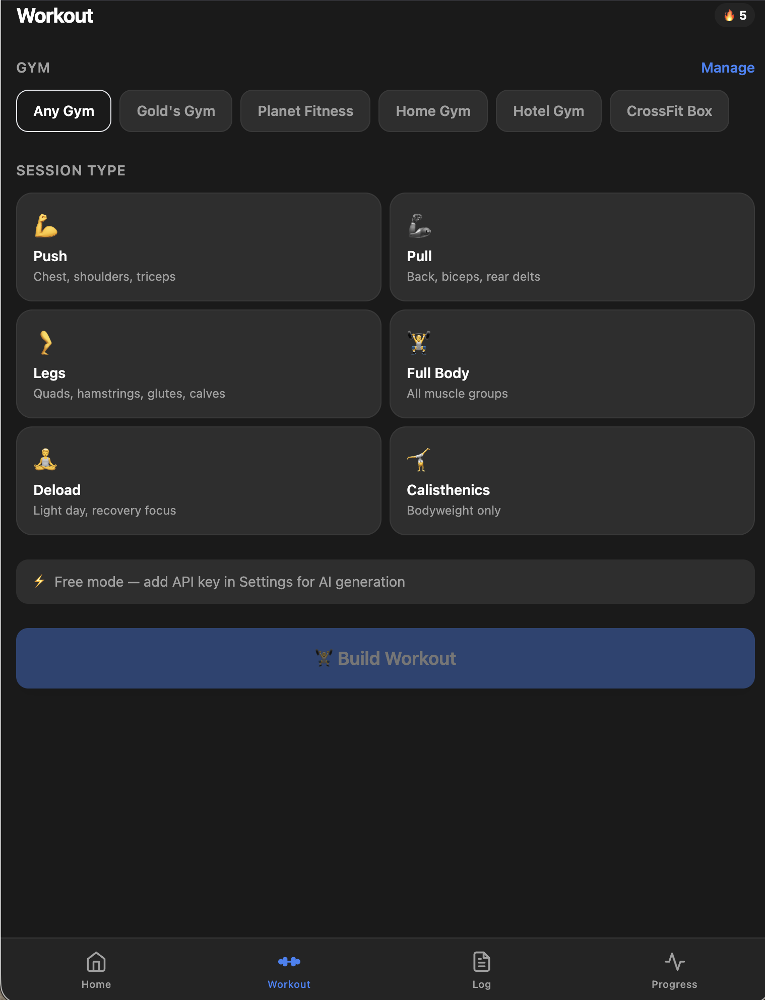 Workout
🔥 5
GYM
Manage
Any Gym
Gold's Gym
Planet Fitness
Home Gym
Hotel Gym
CrossFit Box
SESSION TYPE
Push
Chest, shoulders, triceps
Pull
Back, biceps, rear delts
Legs
Quads, hamstrings, glutes, calves
Full Body
All muscle groups
Deload
Light day, recovery focus
Calisthenics
Bodyweight only
⚡ Free mode — add API key in Settings for AI generation
🏋️ Build Workout
Home
Workout
Log
Progress